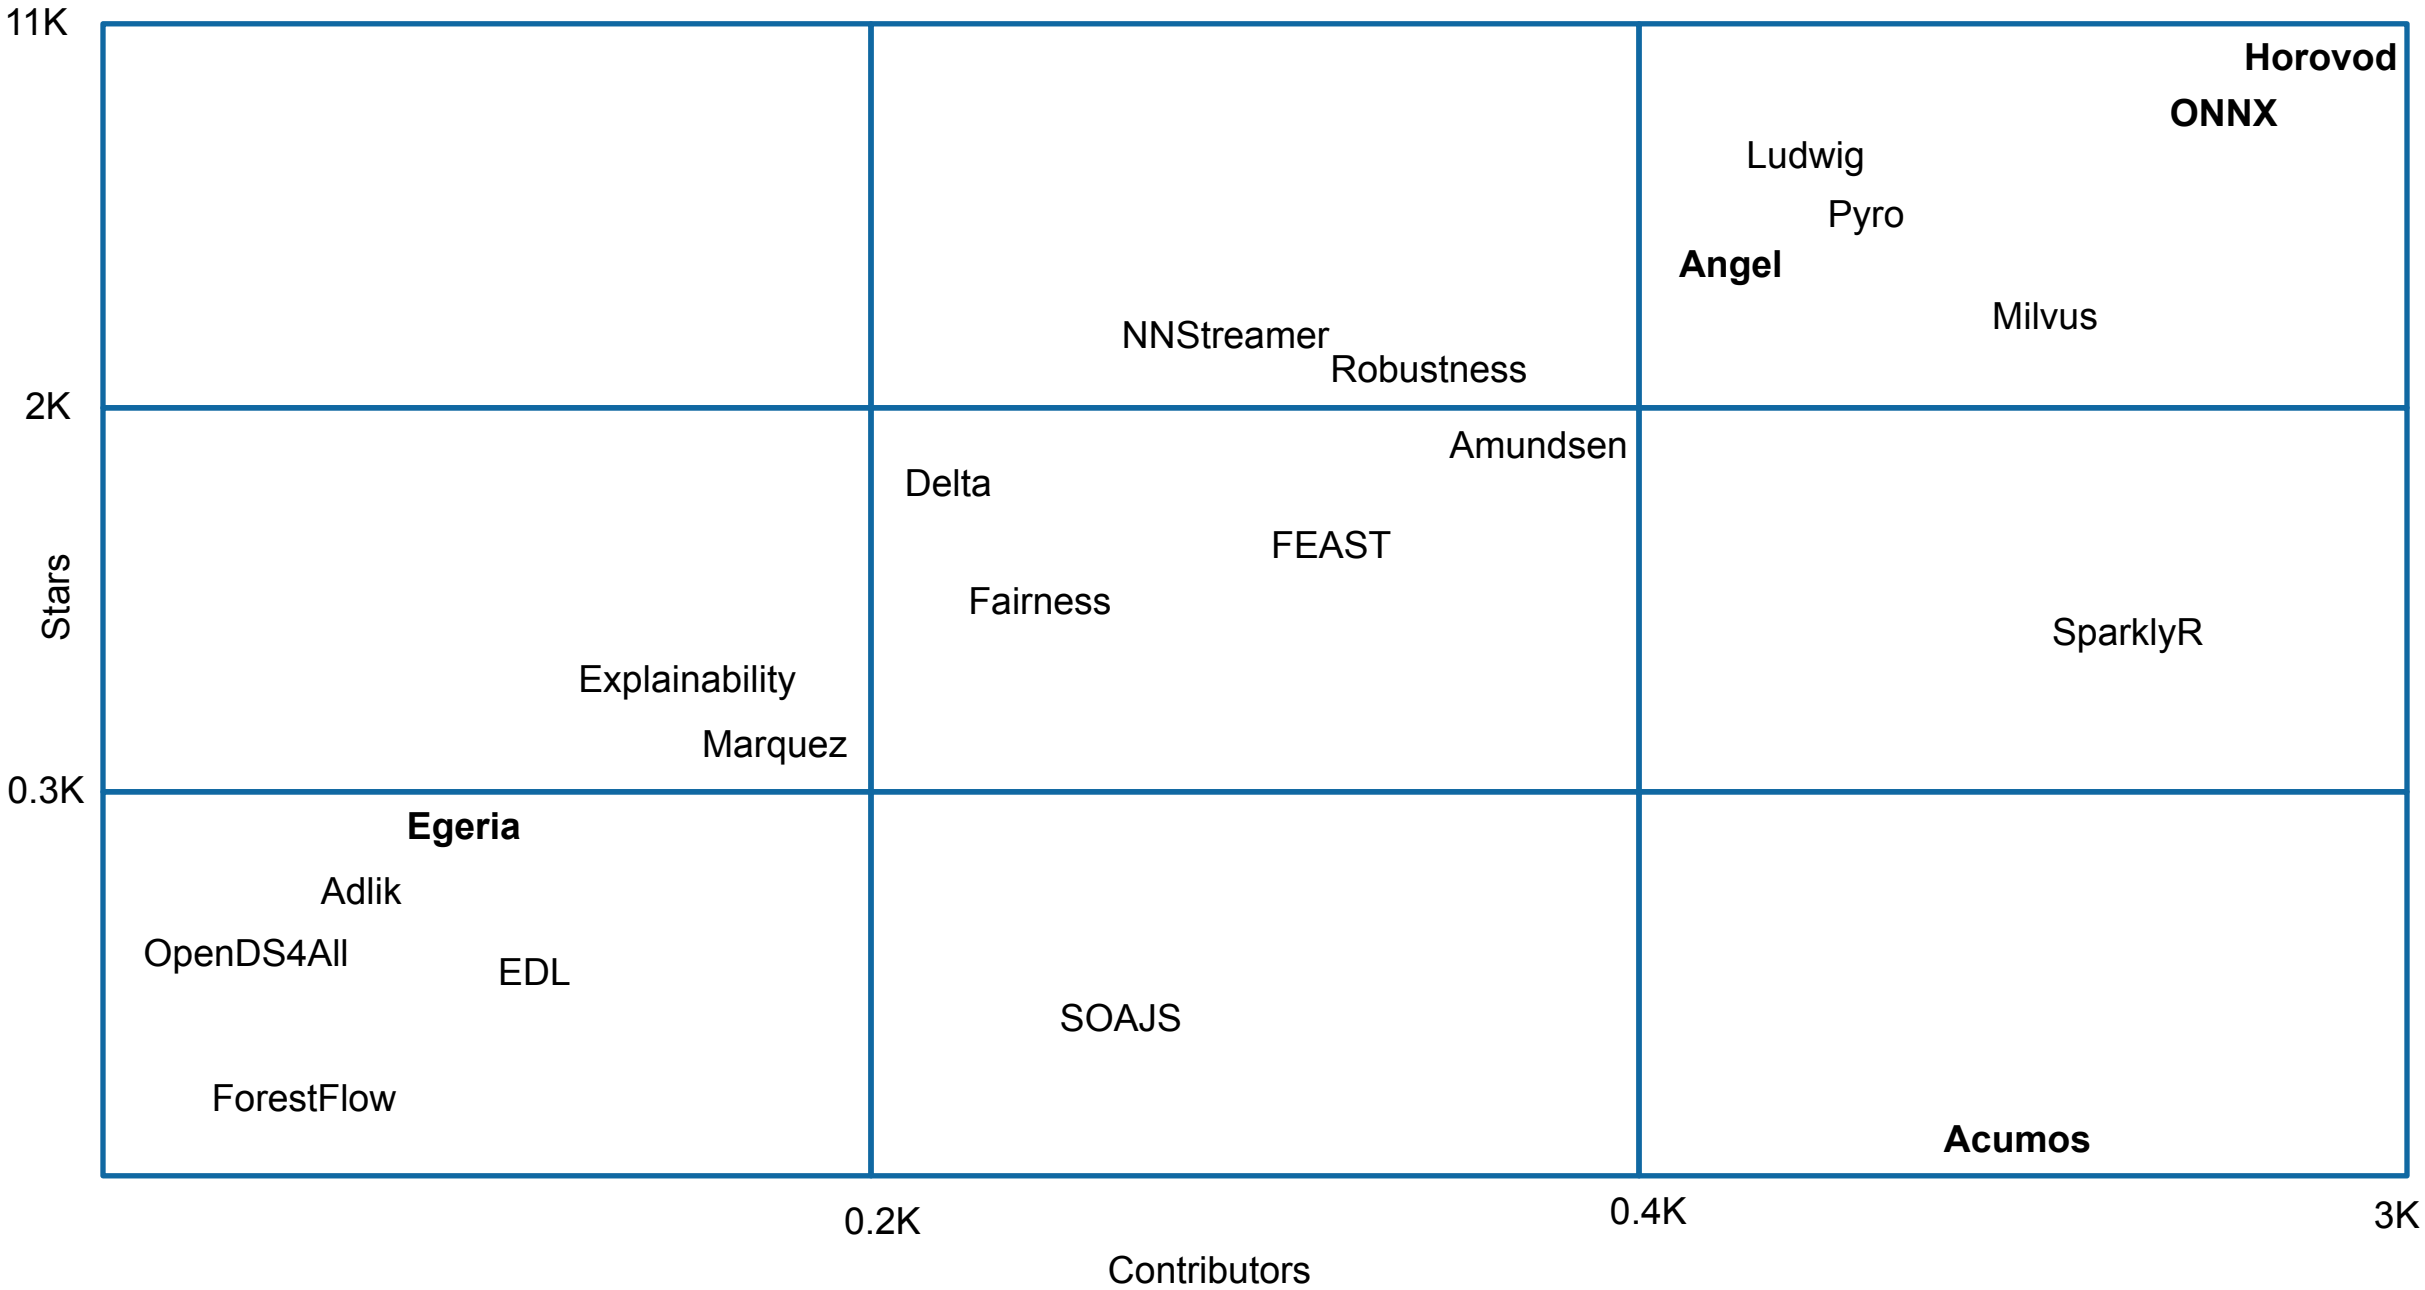 11K
Horovod
ONNX
Ludwig
Pyro
Angel
Milvus
NNStreamer
Robustness
2K
Amundsen
Delta
FEAST
Fairness
Stars
SparklyR
Explainability
Marquez
0.3K
Egeria
Adlik
OpenDS4All
EDL
SOAJS
ForestFlow
Acumos
0.2K
0.4K
3K
Contributors